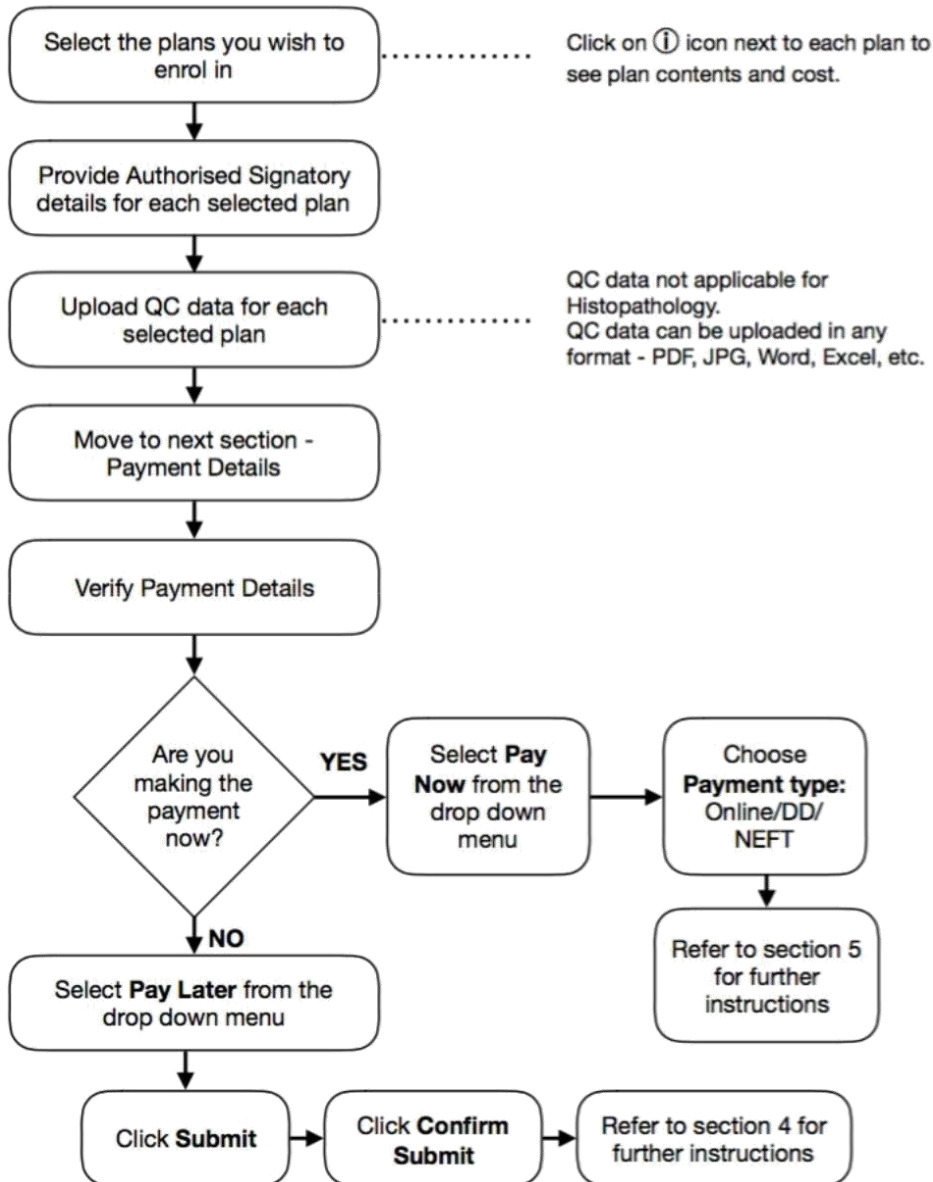 Select the plans you wish to
enrol in
Click on ⓘ icon next to each plan to
see plan contents and cost.
Provide Authorised Signatory
details for each selected plan
Upload QC data for each
selected plan
QC data not applicable for
Histopathology.
QC data can be uploaded in any
format - PDF, JPG, Word, Excel, etc.
Move to next section -
Payment Details
Verify Payment Details
Are you
making the
payment
now?
YES
Select Pay
Now from the
drop down
menu
Choose
Payment type:
Online/DD/
NEFT
Refer to section 5
for further
instructions
NO
Select Pay Later from the
drop down menu
Click Submit
Click Confirm
Submit
Refer to section 4 for
further instructions